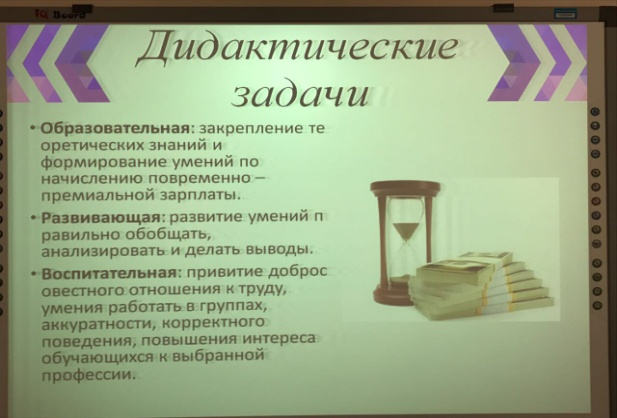 IQ Board
Дидактические
задачи
• Образовательная: закрепление те
оретических знаний и
формирование умений по
начислению повременно –
премиальной зарплаты.
• Развивающая: развитие умений п
равильно обобщать,
анализировать и делать выводы.
• Воспитательная: привитие доброс
овестного отношения к труду,
умения работать в группах,
аккуратности, корректного
поведения, повышения интереса
обучающихся к выбранной
профессии.